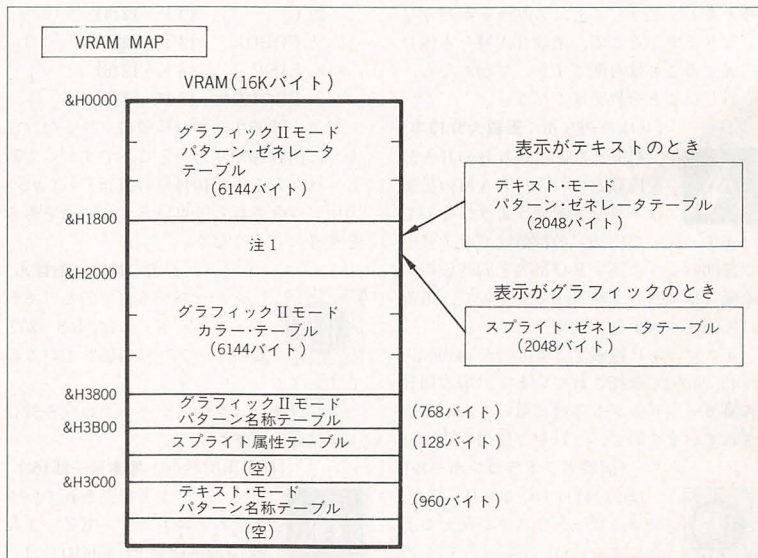 VRAM MAP
VRAM(16Kバイト)
&H0000
グラフィックIIモード
パターン・ゼネレータ
テーブル
(6144バイト)
表示がテキストのとき
テキスト・モード
パターン・ゼネレータテーブル
(2048バイト)
&H1800
注1
&H2000
表示がグラフィックのとき
スプライト・ゼネレータテーブル
(2048バイト)
グラフィックIIモード
カラー・テーブル
(6144バイト)
&H3800
グラフィックIIモード
パターン名称テーブル
(768バイト)
&H3B00
スプライト属性テーブル
(128バイト)
(空)
&H3C00
テキスト・モード
パターン名称テーブル
(960バイト)
(空)